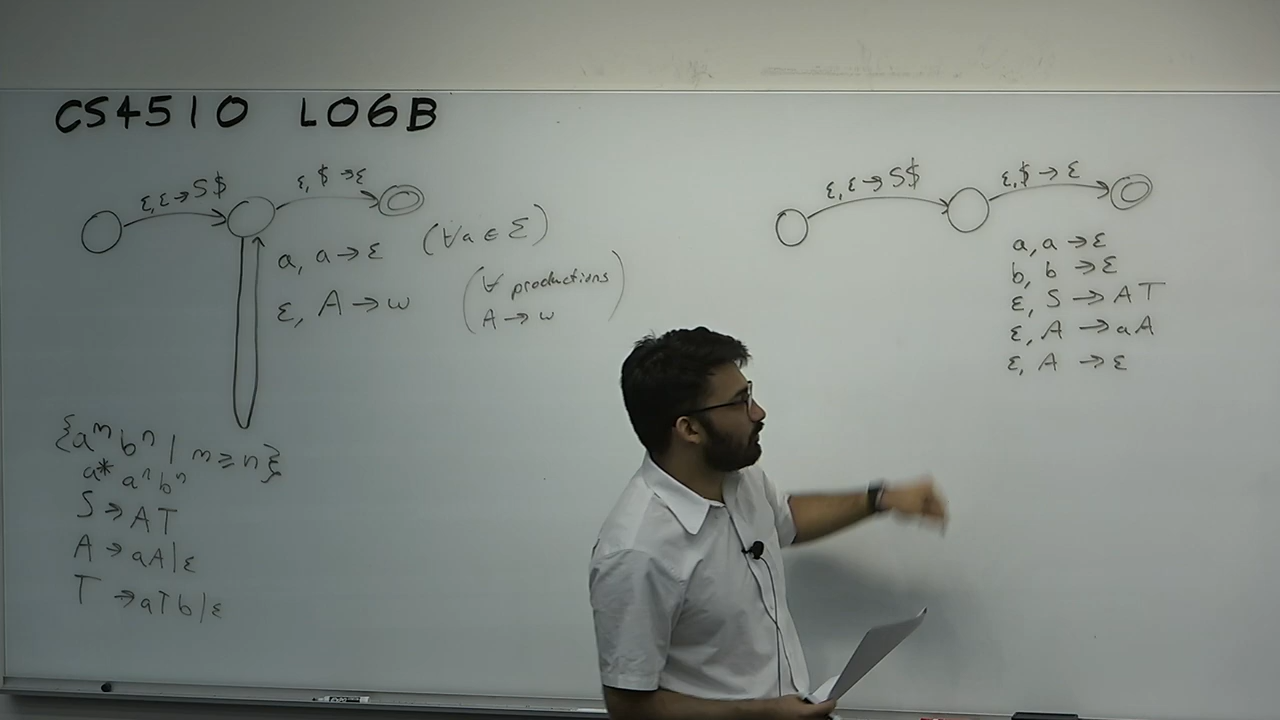 CS4510 L06B
ε,ε→S$
ε,$→ε
a, a→ε (∀a∈Σ)
ε, A→w (∀ productions A→w)
{a^m b^n | m≥n}
a* a^n b^n
S→AT
A→aA|ε
T→aTb|ε
ε,ε→S$
ε,$→ε
a, a→ε
b, b→ε
ε, S→AT
ε, A→aA
ε, A→ε